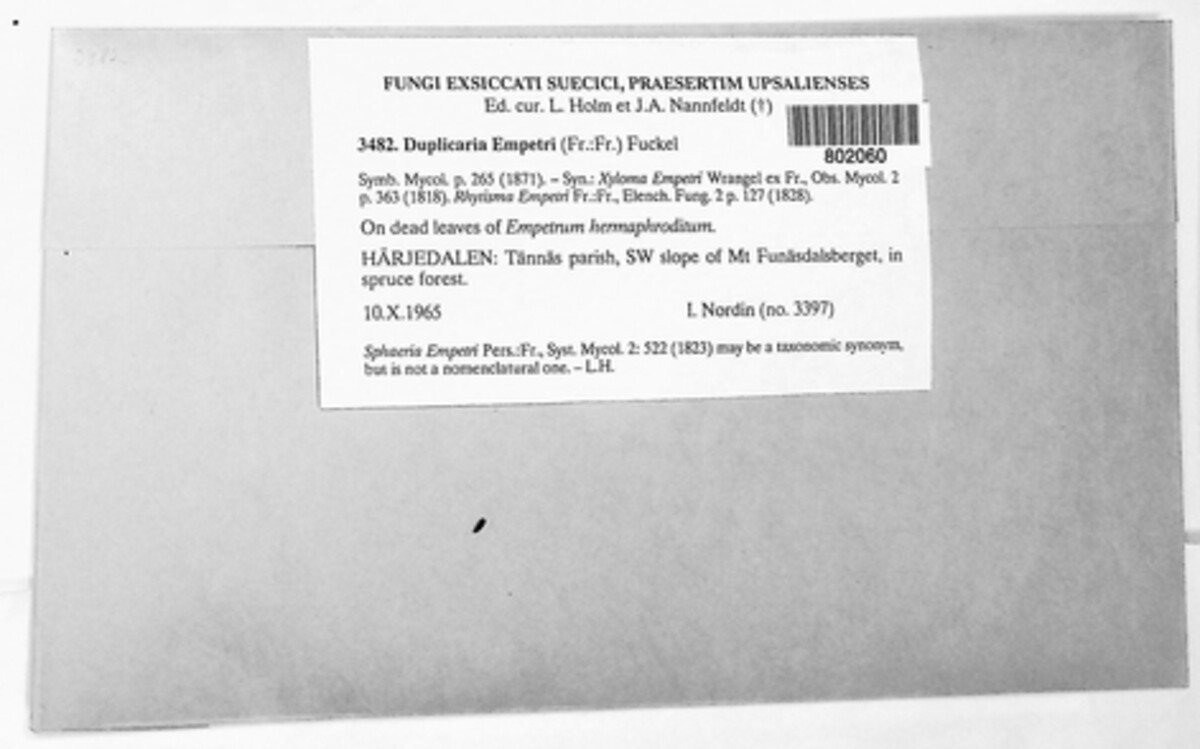 FUNGI EXSICCATI SUECICI, PRAESERTIM UPSALIENSES
Ed. cur. L. Holm et J.A. Nannfeldt (†)
802060
3482. Duplicaria Empetri (Fr.:Fr.) Fuckel
Symb. Mycol. p. 265 (1871). – Syn.: Xyloma Empetri Wrangel ex Fr., Obs. Mycol. 2
p. 363 (1818). Rhytisma Empetri Fr.:Fr., Elench. Fung. 2 p. 127 (1828).
On dead leaves of Empetrum hermaphroditum.
HÄRJEDALEN: Tännäs parish, SW slope of Mt Funäsdalsberget, in
spruce forest.
10.X.1965 I. Nordin (no. 3397)
Sphaeria Empetri Pers.:Fr., Syst. Mycol. 2: 522 (1823) may be a taxonomic synonym,
but is not a nomenclatural one. – L.H.